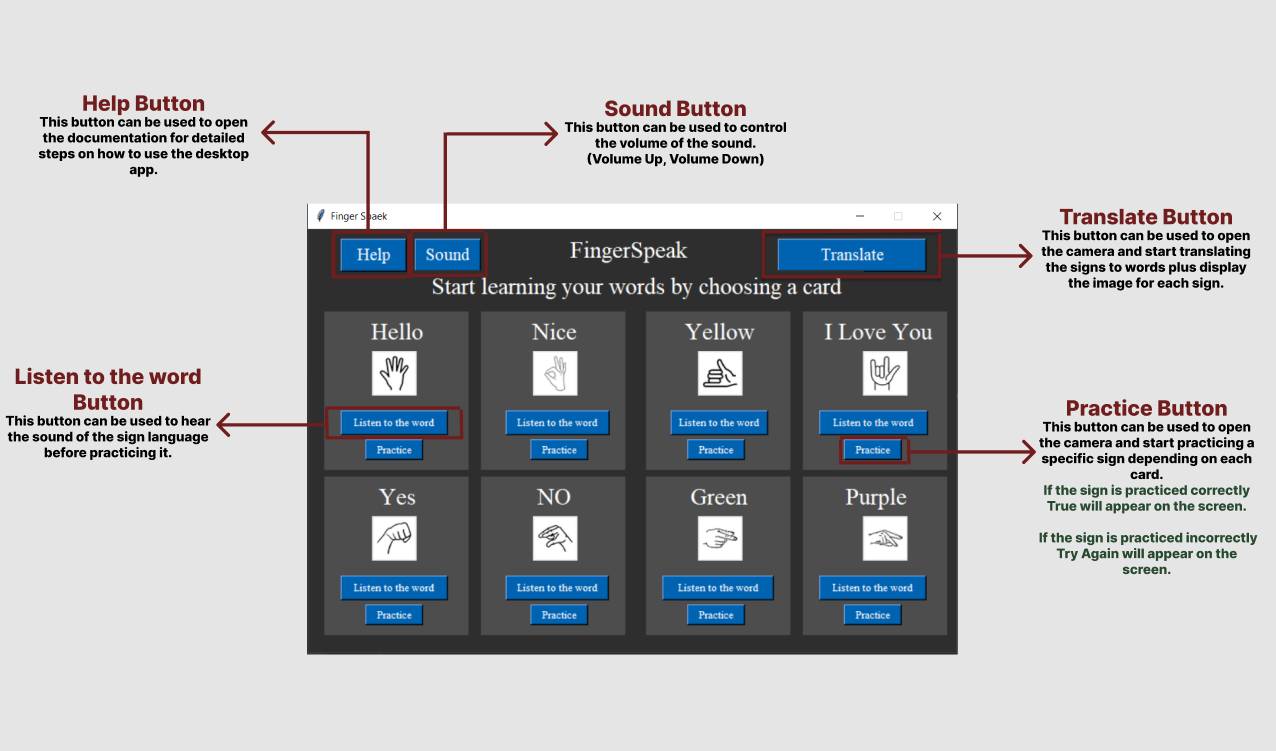 Help Button
This button can be used to open
the documentation for detailed
steps on how to use the desktop
app.
Sound Button
This button can be used to control
the volume of the sound.
(Volume Up, Volume Down)
Finger Spaek
Help
Sound
FingerSpeak
Translate
Start learning your words by choosing a card
Translate Button
This button can be used to open
the camera and start translating
the signs to words plus display
the image for each sign.
Hello
Nice
Yellow
I Love You
Listen to the word
Listen to the word
Listen to the word
Listen to the word
Practice
Practice
Practice
Practice
Listen to the word
Button
This button can be used to hear
the sound of the sign language
before practicing it.
Practice Button
This button can be used to open
the camera and start practicing a
specific sign depending on each
card.
If the sign is practiced correctly
True will appear on the screen.
If the sign is practiced incorrectly
Try Again will appear on the
screen.
Yes
NO
Green
Purple
Listen to the word
Listen to the word
Listen to the word
Listen to the word
Practice
Practice
Practice
Practice